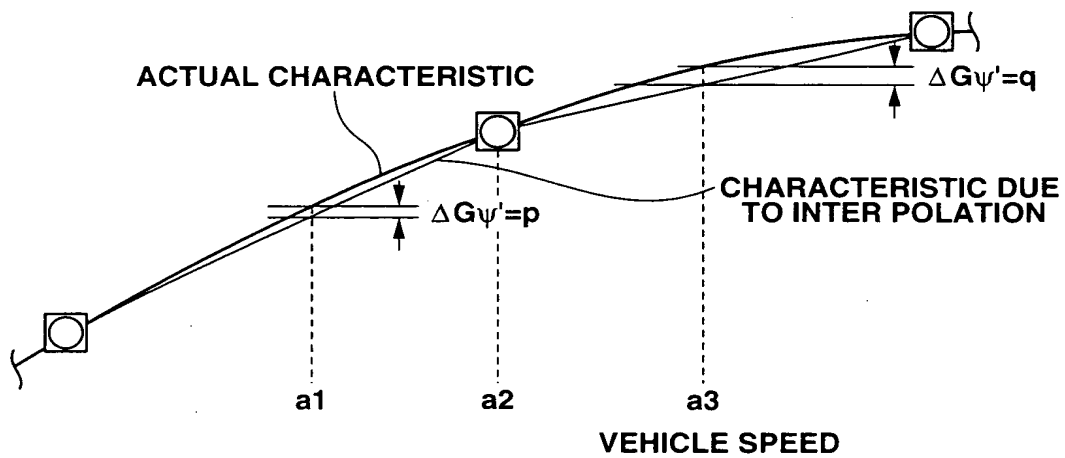 ACTUAL CHARACTERISTIC
ΔGψ'=q
CHARACTERISTIC DUE
TO INTER POLATION
ΔGψ'=p
a1
a2
a3
VEHICLE SPEED